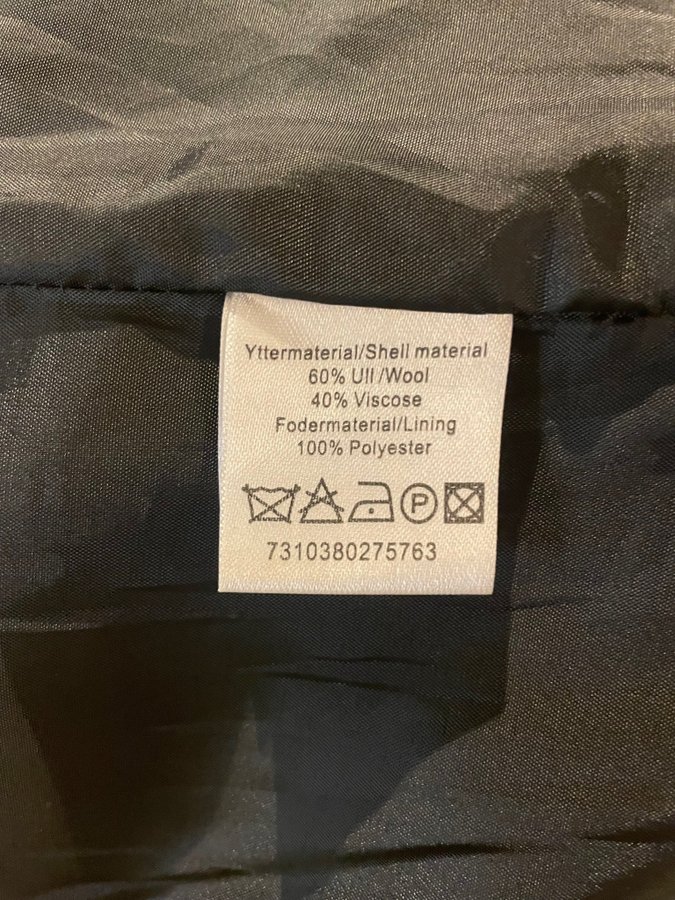 Yttermaterial/Shell material
60% Ull/Wool
40% Viscose
Fodermaterial/Lining
100% Polyester
P
7310380275763